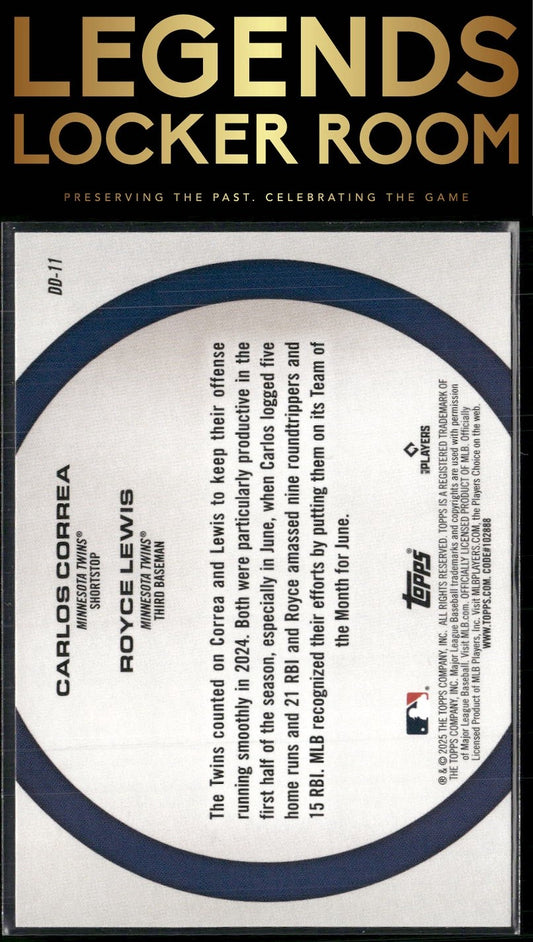 LEGENDS
LOCKER ROOM
PRESERVING THE PAST. CELEBRATING THE GAME
DD-11
CARLOS CORREA
MINNESOTA TWINS®
SHORTSTOP
ROYCE LEWIS
MINNESOTA TWINS®
THIRD BASEMAN
The Twins counted on Correa and Lewis to keep their offense
running smoothly in 2024. Both were particularly productive in the
first half of the season, especially in June, when Carlos logged five
home runs and 21 RBI and Royce amassed nine roundtrippers and
15 RBI. MLB recognized their efforts by putting them on its Team of
the Month for June.
Topps®
MLB PLAYERS
® & © 2025 THE TOPPS COMPANY, INC. ALL RIGHTS RESERVED. TOPPS IS A REGISTERED TRADEMARK OF
THE TOPPS COMPANY, INC. Major League Baseball trademarks and copyrights are used with permission
of Major League Baseball. Visit MLB.com. OFFICIALLY LICENSED PRODUCT OF MLB. Officially
Licensed Product of MLB Players, Inc. Visit MLBPLAYERS.COM, the Players Choice on the web.
WWW.TOPPS.COM. CODE#102888